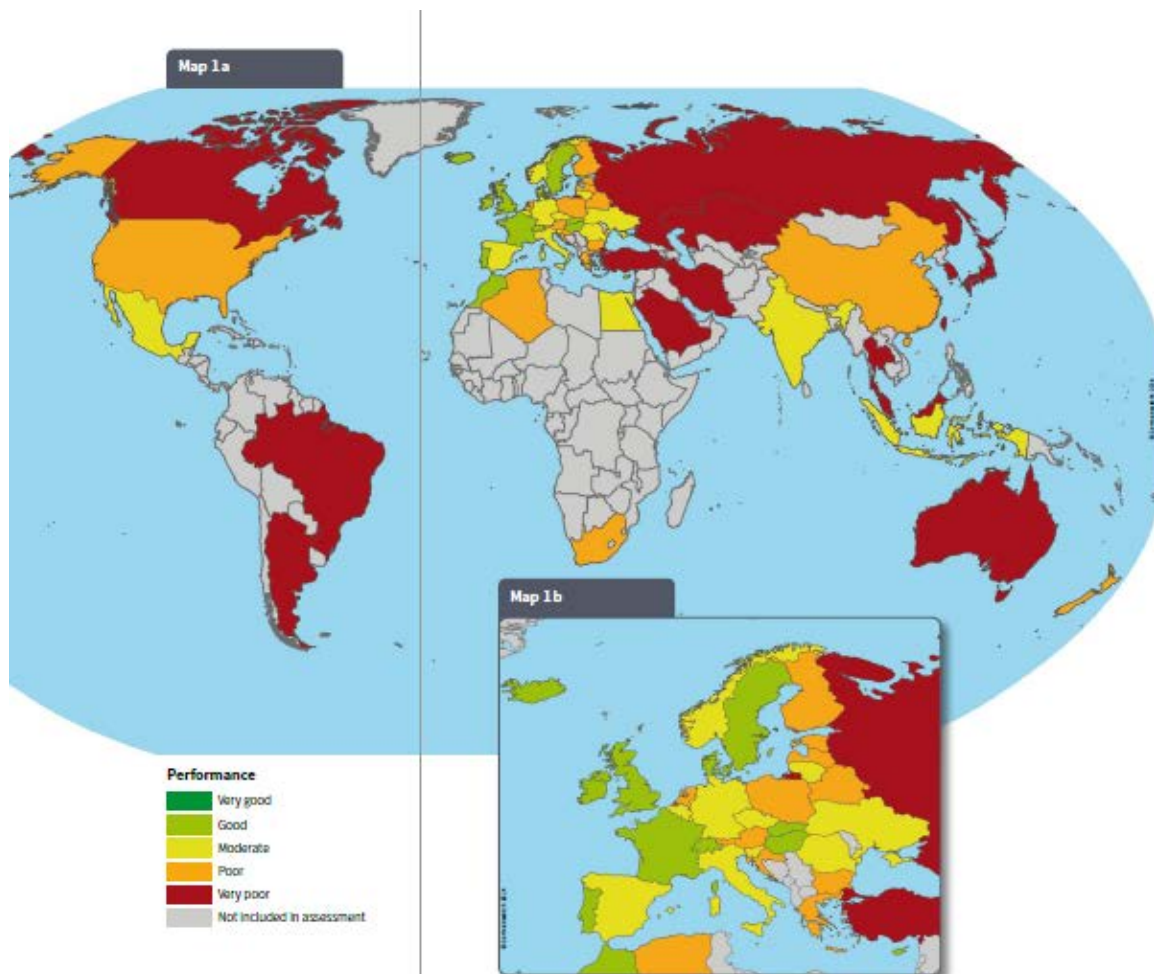 Map 1a
Map 1b
Performance
Very good
Good
Moderate
Poor
Very poor
Not included in assessment